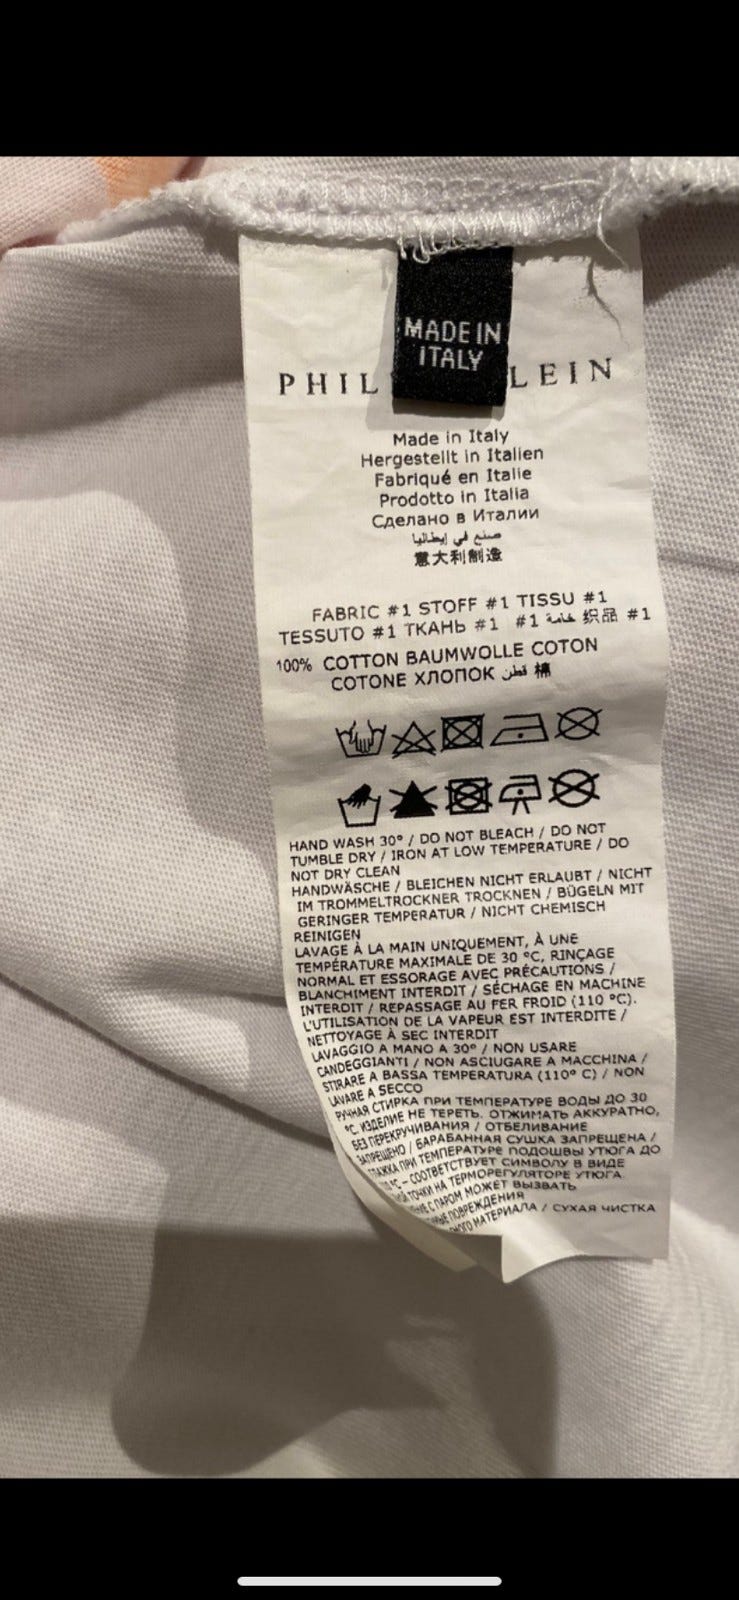 MADE IN
ITALY
PHIL LEIN
Made in Italy
Hergestellt in Italien
Fabriqué en Italie
Prodotto in Italia
Сделано в Италии
صنع في إيطاليا
意大利制造
FABRIC #1 STOFF #1 TISSU #1
TESSUTO #1 ТКАНЬ #1 #1 خامة 织品 #1
100% COTTON BAUMWOLLE COTON
COTONE ХЛОПОК قطن 棉
HAND WASH 30° / DO NOT BLEACH / DO NOT
TUMBLE DRY / IRON AT LOW TEMPERATURE / DO
NOT DRY CLEAN
HANDWÄSCHE / BLEICHEN NICHT ERLAUBT / NICHT
IM TROMMELTROCKNER TROCKNEN / BÜGELN MIT
GERINGER TEMPERATUR / NICHT CHEMISCH
REINIGEN
LAVAGE À LA MAIN UNIQUEMENT, À UNE
TEMPÉRATURE MAXIMALE DE 30 °C, RINÇAGE
NORMAL ET ESSORAGE AVEC PRÉCAUTIONS /
BLANCHIMENT INTERDIT / SÉCHAGE EN MACHINE
INTERDIT / REPASSAGE AU FER FROID (110 °C).
L'UTILISATION DE LA VAPEUR EST INTERDITE /
NETTOYAGE À SEC INTERDIT
LAVAGGIO A MANO A 30° / NON USARE
CANDEGGIANTI / NON ASCIUGARE A MACCHINA /
STIRARE A BASSA TEMPERATURA (110° C) / NON
LAVARE A SECCO
РУЧНАЯ СТИРКА ПРИ ТЕМПЕРАТУРЕ ВОДЫ ДО 30
°C. ИЗДЕЛИЕ НЕ ТЕРЕТЬ. ОТЖИМАТЬ АККУРАТНО,
БЕЗ ПЕРЕКРУЧИВАНИЯ / ОТБЕЛИВАНИЕ
ЗАПРЕЩЕНО / БАРАБАННАЯ СУШКА ЗАПРЕЩЕНА /
ГЛАЖКА ПРИ ТЕМПЕРАТУРЕ ПОДОШВЫ УТЮГА ДО
°C – СООТВЕТСТВУЕТ СИМВОЛУ В ВИДЕ
ТОЧКИ НА ТЕРМОРЕГУЛЯТОРЕ УТЮГА.
С ПАРОМ МОЖЕТ ВЫЗВАТЬ
ПОВРЕЖДЕНИЯ
МАТЕРИАЛА / СУХАЯ ЧИСТКА